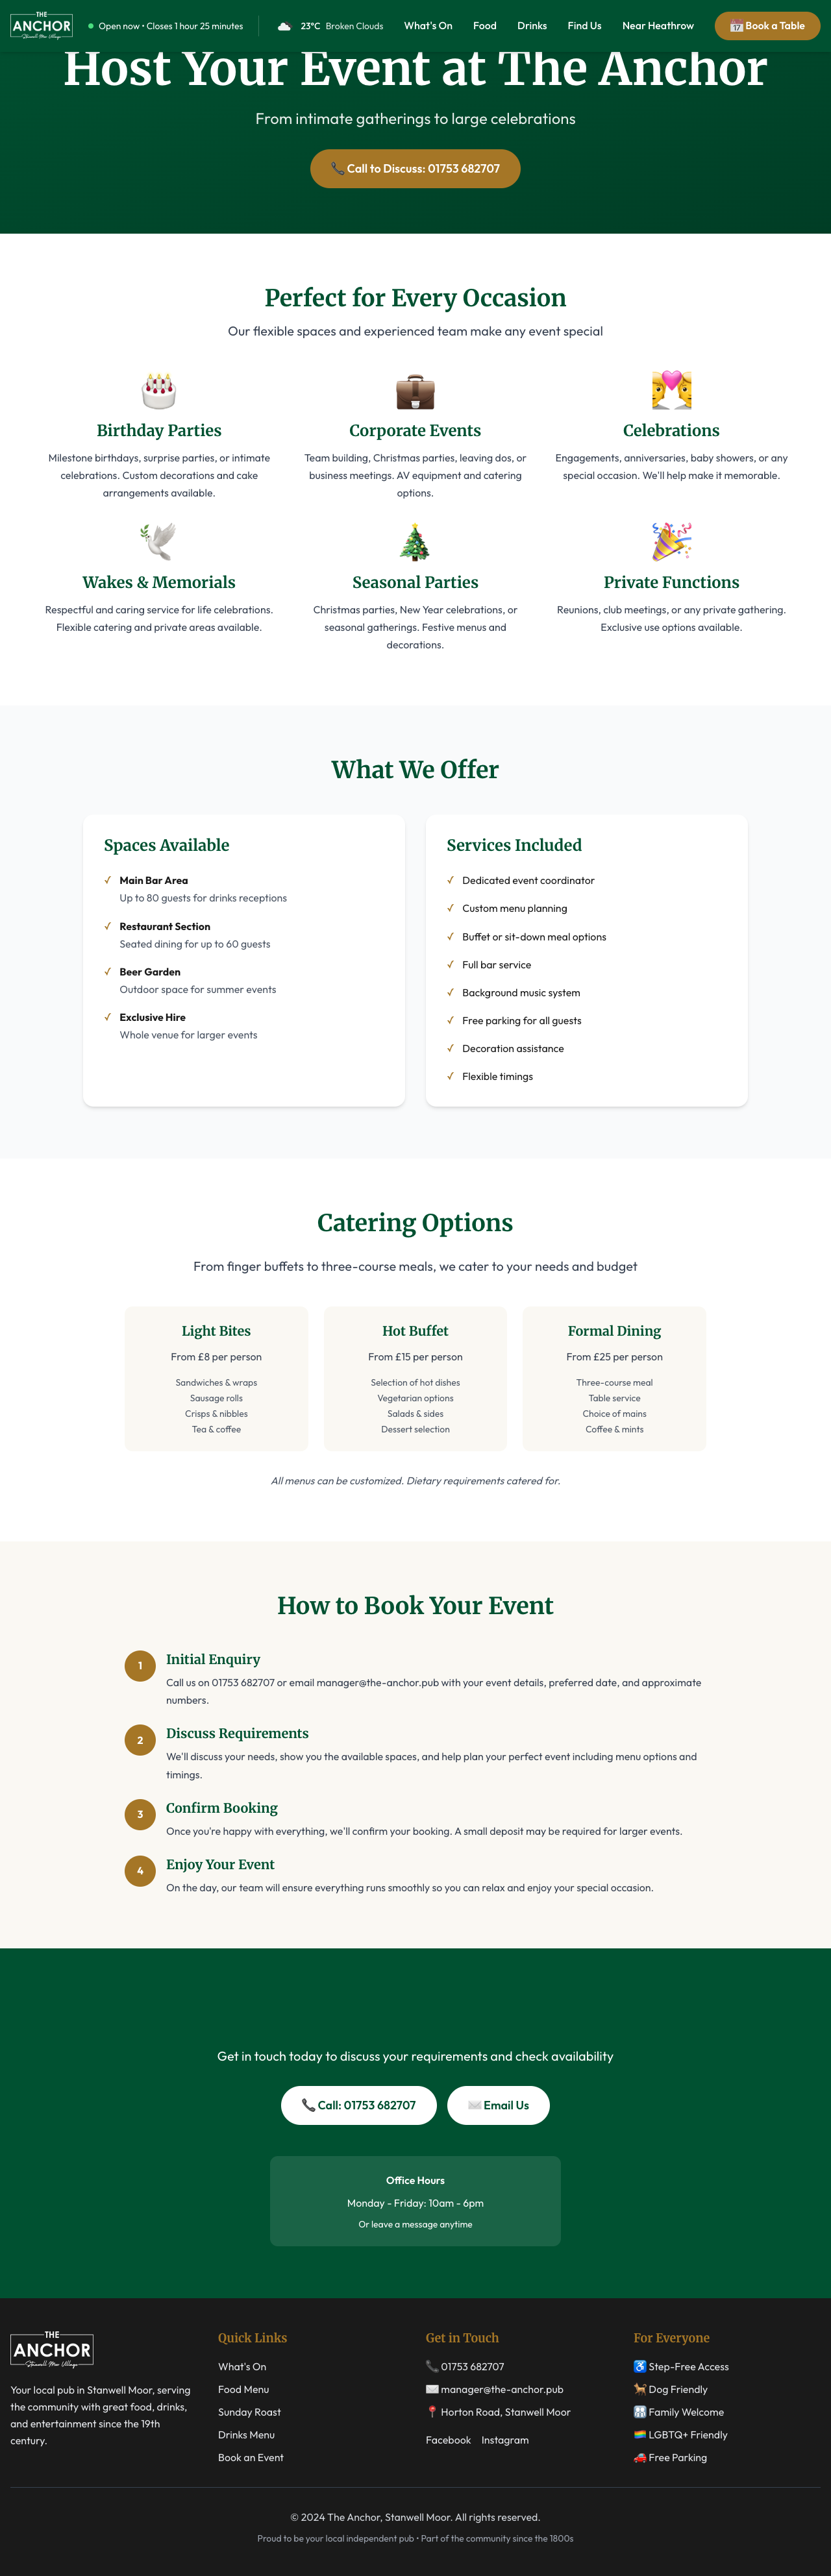 THE
ANCHOR
Stanwell Moor Village
Open now • Closes 1 hour 25 minutes
23°C Broken Clouds
What's On
Food
Drinks
Find Us
Near Heathrow
Book a Table
Host Your Event at The Anchor
From intimate gatherings to large celebrations
Call to Discuss: 01753 682707
Perfect for Every Occasion
Our flexible spaces and experienced team make any event special
Birthday Parties
Milestone birthdays, surprise parties, or intimate
celebrations. Custom decorations and cake
arrangements available.
Corporate Events
Team building, Christmas parties, leaving dos, or
business meetings. AV equipment and catering
options.
Celebrations
Engagements, anniversaries, baby showers, or any
special occasion. We'll help make it memorable.
Wakes & Memorials
Respectful and caring service for life celebrations.
Flexible catering and private areas available.
Seasonal Parties
Christmas parties, New Year celebrations, or
seasonal gatherings. Festive menus and
decorations.
Private Functions
Reunions, club meetings, or any private gathering.
Exclusive use options available.
What We Offer
Spaces Available
✓ Main Bar Area
Up to 80 guests for drinks receptions
✓ Restaurant Section
Seated dining for up to 60 guests
✓ Beer Garden
Outdoor space for summer events
✓ Exclusive Hire
Whole venue for larger events
Services Included
✓ Dedicated event coordinator
✓ Custom menu planning
✓ Buffet or sit-down meal options
✓ Full bar service
✓ Background music system
✓ Free parking for all guests
✓ Decoration assistance
✓ Flexible timings
Catering Options
From finger buffets to three-course meals, we cater to your needs and budget
Light Bites
From £8 per person
Sandwiches & wraps
Sausage rolls
Crisps & nibbles
Tea & coffee
Hot Buffet
From £15 per person
Selection of hot dishes
Vegetarian options
Salads & sides
Dessert selection
Formal Dining
From £25 per person
Three-course meal
Table service
Choice of mains
Coffee & mints
All menus can be customized. Dietary requirements catered for.
How to Book Your Event
1
Initial Enquiry
Call us on 01753 682707 or email manager@the-anchor.pub with your event details, preferred date, and approximate
numbers.
2
Discuss Requirements
We'll discuss your needs, show you the available spaces, and help plan your perfect event including menu options and
timings.
3
Confirm Booking
Once you're happy with everything, we'll confirm your booking. A small deposit may be required for larger events.
4
Enjoy Your Event
On the day, our team will ensure everything runs smoothly so you can relax and enjoy your special occasion.
Get in touch today to discuss your requirements and check availability
Call: 01753 682707
Email Us
Office Hours
Monday - Friday: 10am - 6pm
Or leave a message anytime
THE
ANCHOR
Stanwell Moor Village
Your local pub in Stanwell Moor, serving
the community with great food, drinks,
and entertainment since the 19th
century.
Quick Links
What's On
Food Menu
Sunday Roast
Drinks Menu
Book an Event
Get in Touch
01753 682707
manager@the-anchor.pub
Horton Road, Stanwell Moor
Facebook Instagram
For Everyone
Step-Free Access
Dog Friendly
Family Welcome
LGBTQ+ Friendly
Free Parking
© 2024 The Anchor, Stanwell Moor. All rights reserved.
Proud to be your local independent pub • Part of the community since the 1800s